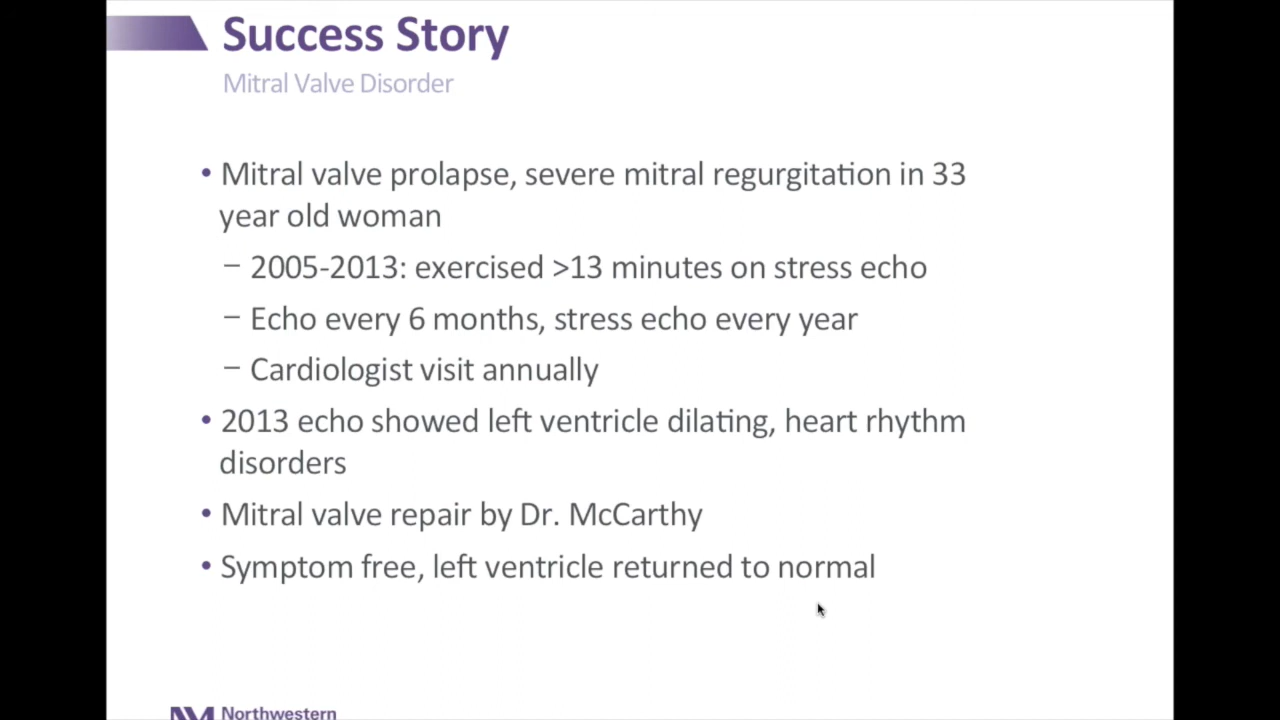 Success Story
Mitral Valve Disorder
• Mitral valve prolapse, severe mitral regurgitation in 33
year old woman
– 2005-2013: exercised >13 minutes on stress echo
– Echo every 6 months, stress echo every year
– Cardiologist visit annually
• 2013 echo showed left ventricle dilating, heart rhythm
disorders
• Mitral valve repair by Dr. McCarthy
• Symptom free, left ventricle returned to normal
NM Northwestern